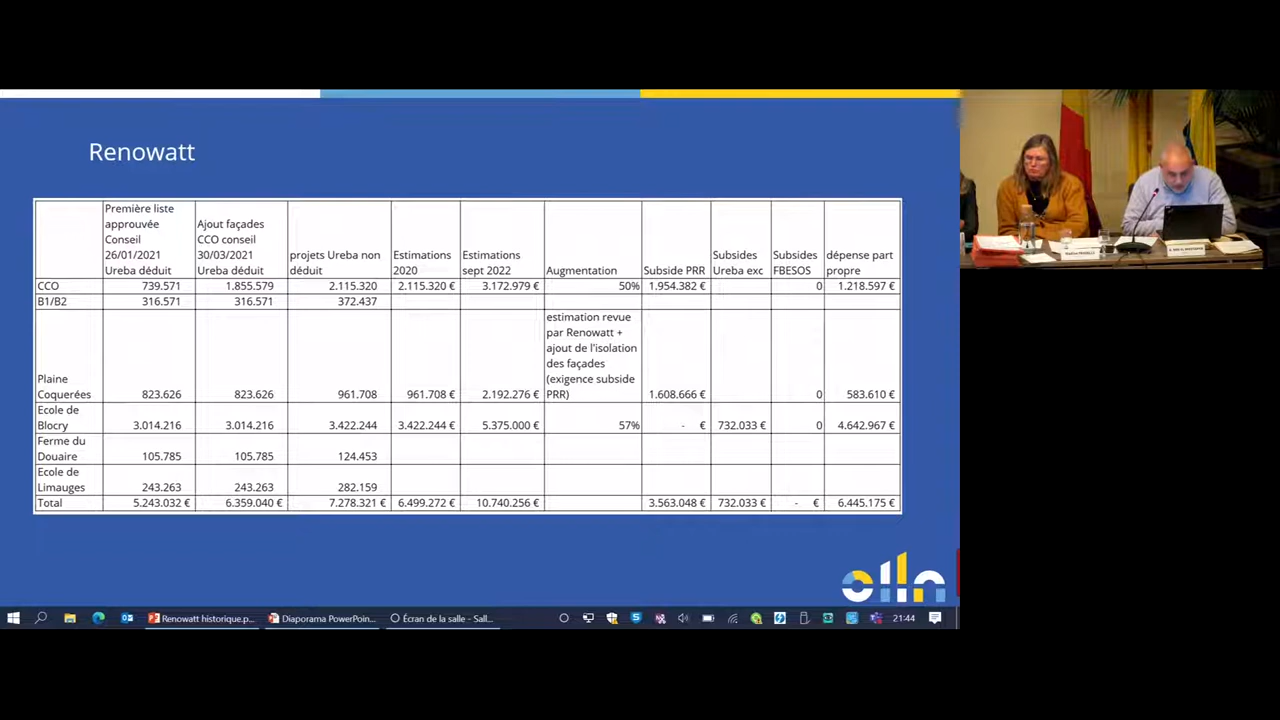 Renowatt
Première liste
approuvée
Conseil
26/01/2021
Ureba déduit
Ajout façades
CCO conseil
30/03/2021
Ureba déduit
projets Ureba non
déduit
Estimations
2020
Estimations
sept 2022
Augmentation
Subside PRR
Subsides
Ureba exc
Subsides
FBESOS
dépense part
propre
CCO 739.571 1.855.579 2.115.320 2.115.320 € 3.172.979 € 50% 1.954.382 € 0 1.218.597 €
B1/B2 316.571 316.571 372.437
estimation revue
par Renowatt +
ajout de l'isolation
des façades
(exigence subside
PRR)
Plaine
Coquerées 823.626 823.626 961.708 961.708 € 2.192.276 € 1.608.666 € 0 583.610 €
Ecole de
Blocry 3.014.216 3.014.216 3.422.244 3.422.244 € 5.375.000 € 57% - € 732.033 € 0 4.642.967 €
Ferme du
Douaire 105.785 105.785 124.453
Ecole de
Limauges 243.263 243.263 282.159
Total 5.243.032 € 6.359.040 € 7.278.321 € 6.499.272 € 10.740.256 € 3.563.048 € 732.033 € - € 6.445.175 €
olln
Renowatt historique.p...
Diaporama PowerPoin...
Écran de la salle - Sall...
21:44